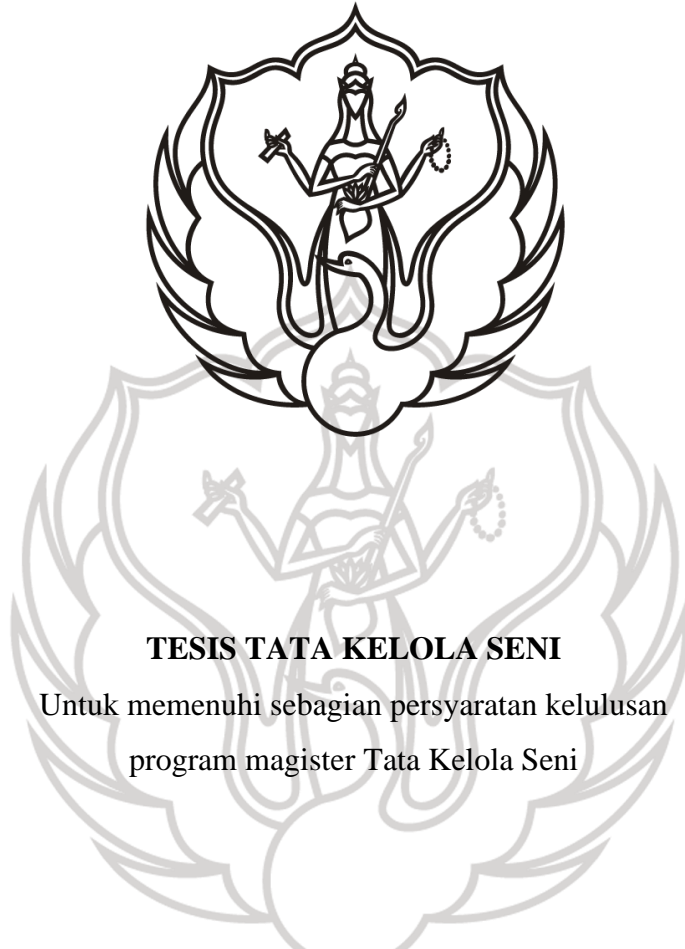 TESIS TATA KELOLA SENI
Untuk memenuhi sebagian persyaratan kelulusan
program magister Tata Kelola Seni